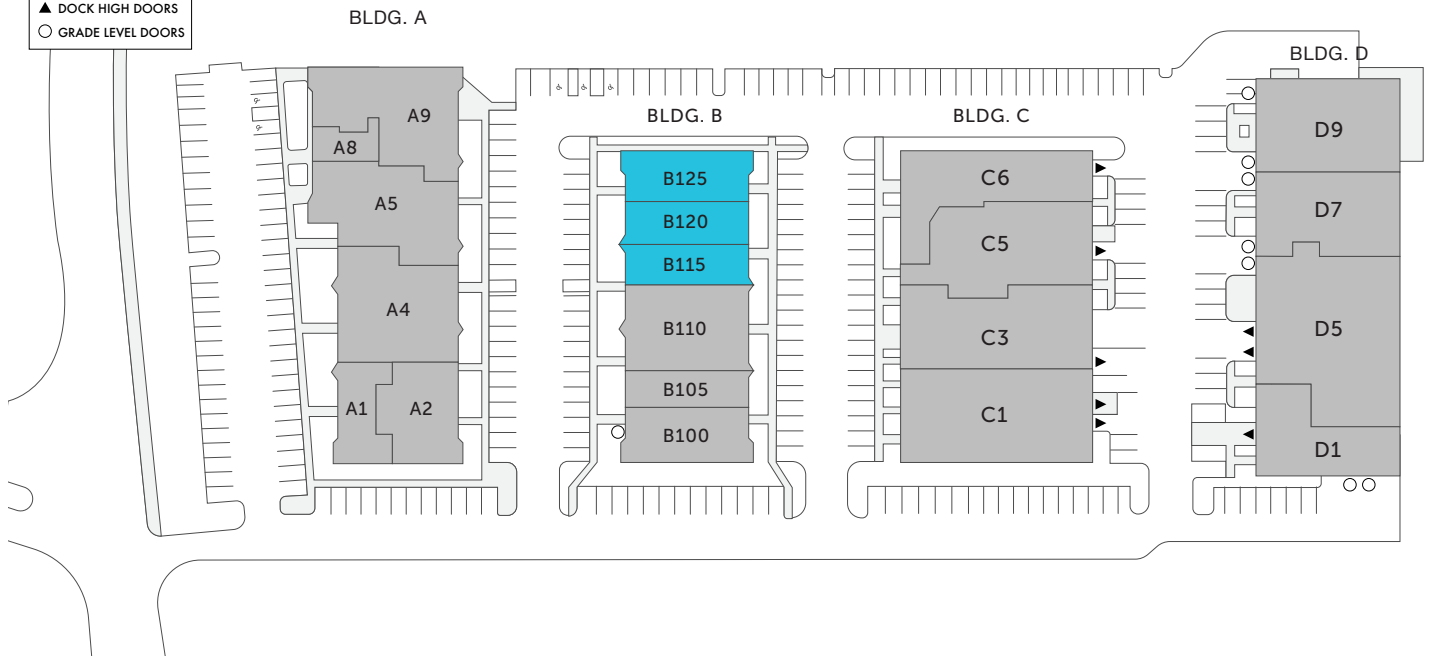 ▲ DOCK HIGH DOORS
○ GRADE LEVEL DOORS
BLDG. A
A9
A8
A5
A4
A1
A2
BLDG. B
B125
B120
B115
B110
B105
B100
BLDG. C
C6
C5
C3
C1
BLDG. D
D9
D7
D5
D1